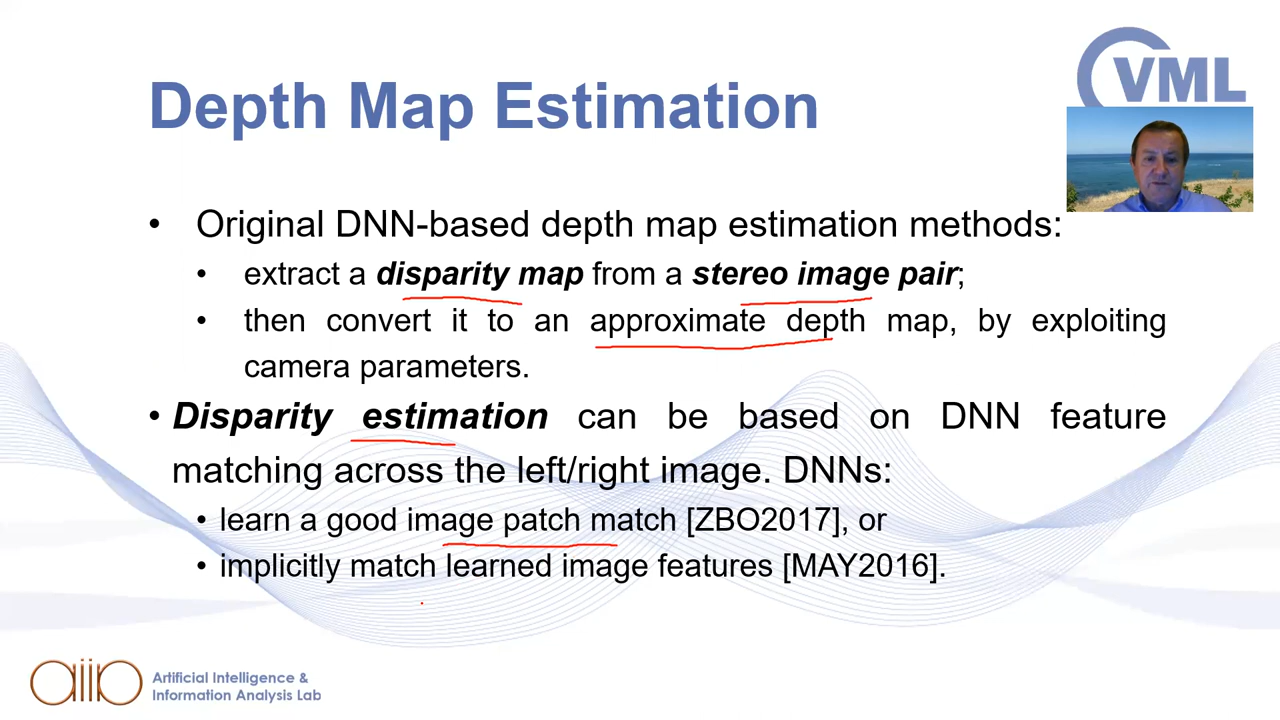 VML
Depth Map Estimation
• Original DNN-based depth map estimation methods:
• extract a disparity map from a stereo image pair;
• then convert it to an approximate depth map, by exploiting
camera parameters.
• Disparity estimation can be based on DNN feature
matching across the left/right image. DNNs:
• learn a good image patch match [ZBO2017], or
• implicitly match learned image features [MAY2016].
aiia
Artificial Intelligence &
Information Analysis Lab